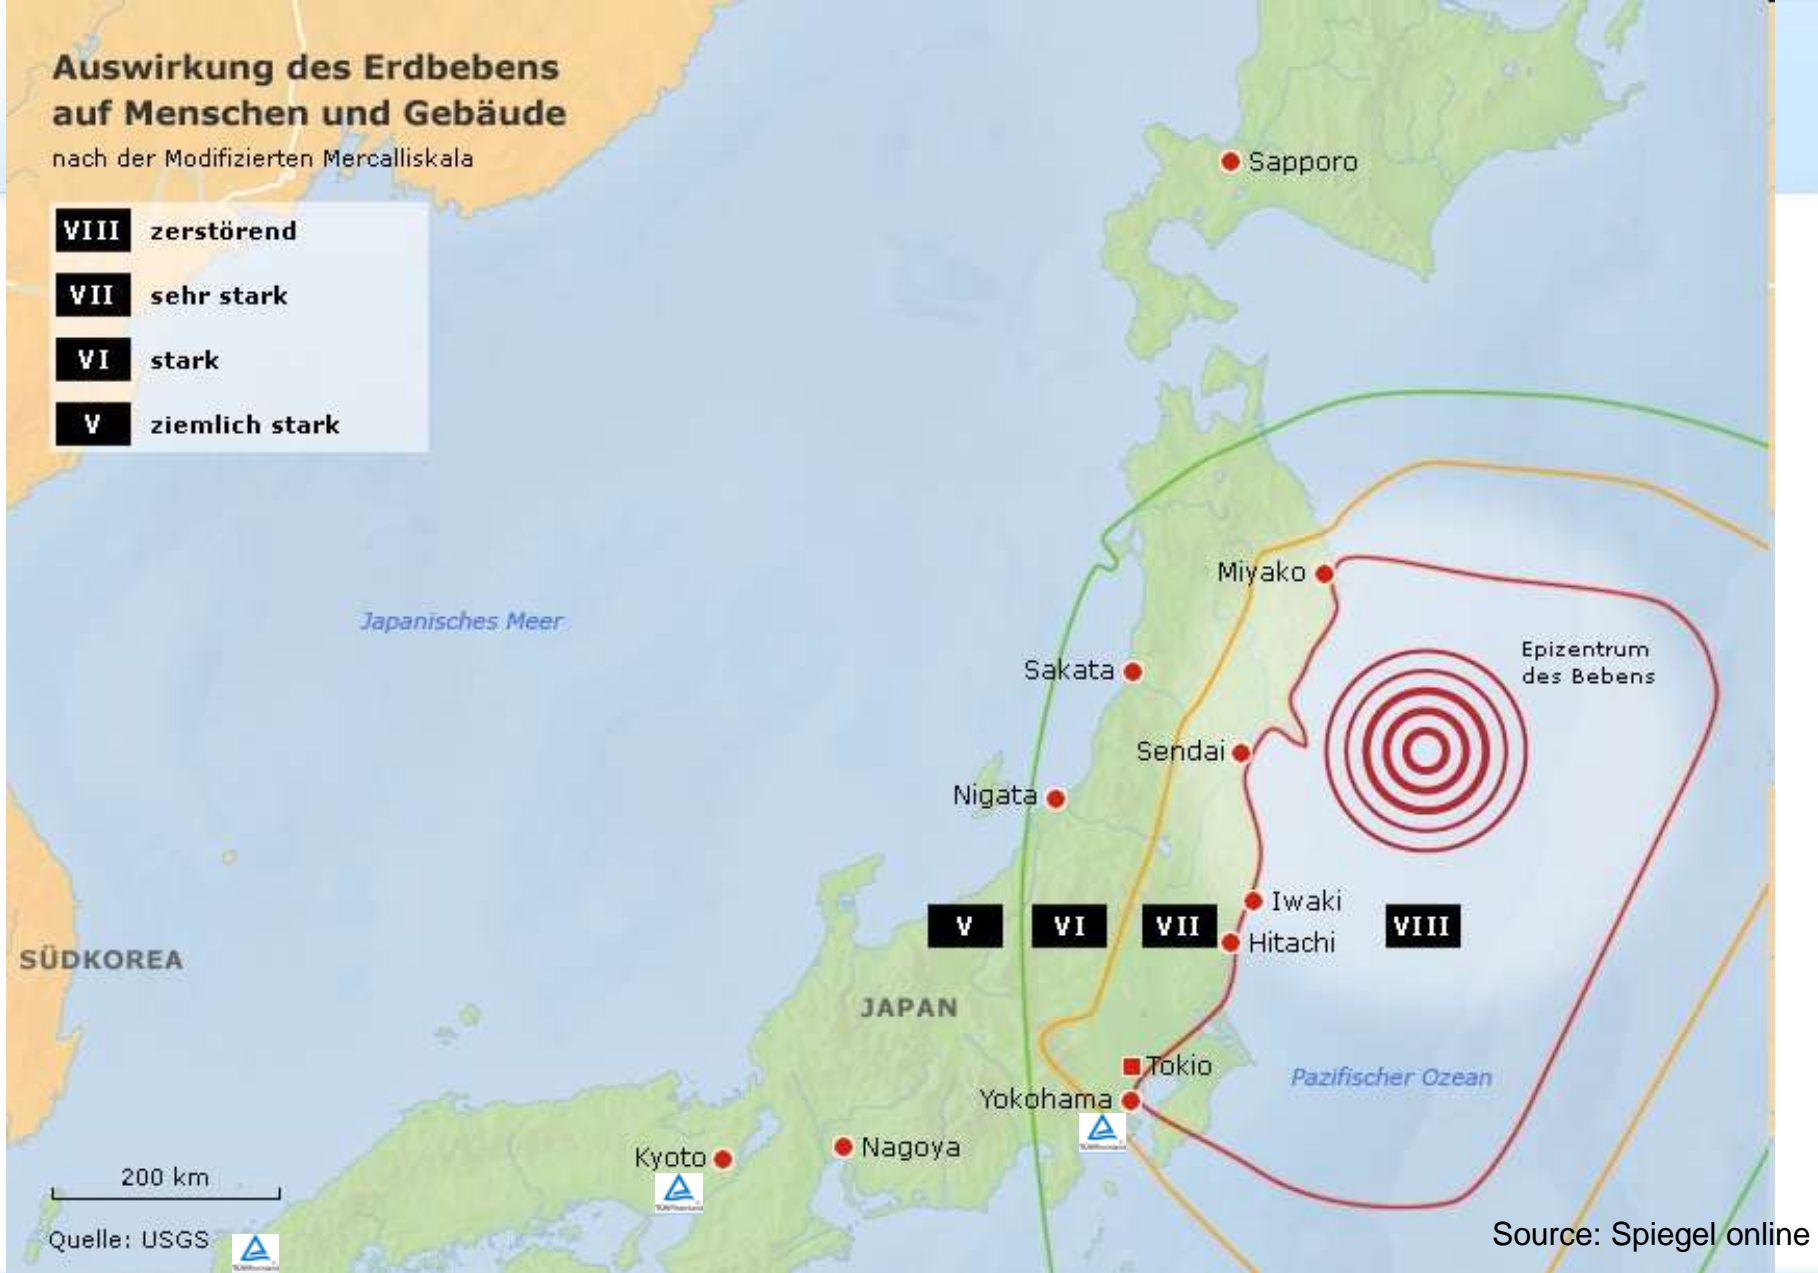 Auswirkung des Erdbebens
auf Menschen und Gebäude
nach der Modifizierten Mercalliskala
VIII zerstörend
VII sehr stark
VI stark
V ziemlich stark
Sapporo
Miyako
Japanisches Meer
Sakata
Epizentrum
des Bebens
Sendai
Nigata
Iwaki
V VI VII VIII
Hitachi
SÜDKOREA
JAPAN
Tokio
Pazifischer Ozean
Yokohama
Nagoya
Kyoto
200 km
Quelle: USGS
Source: Spiegel online